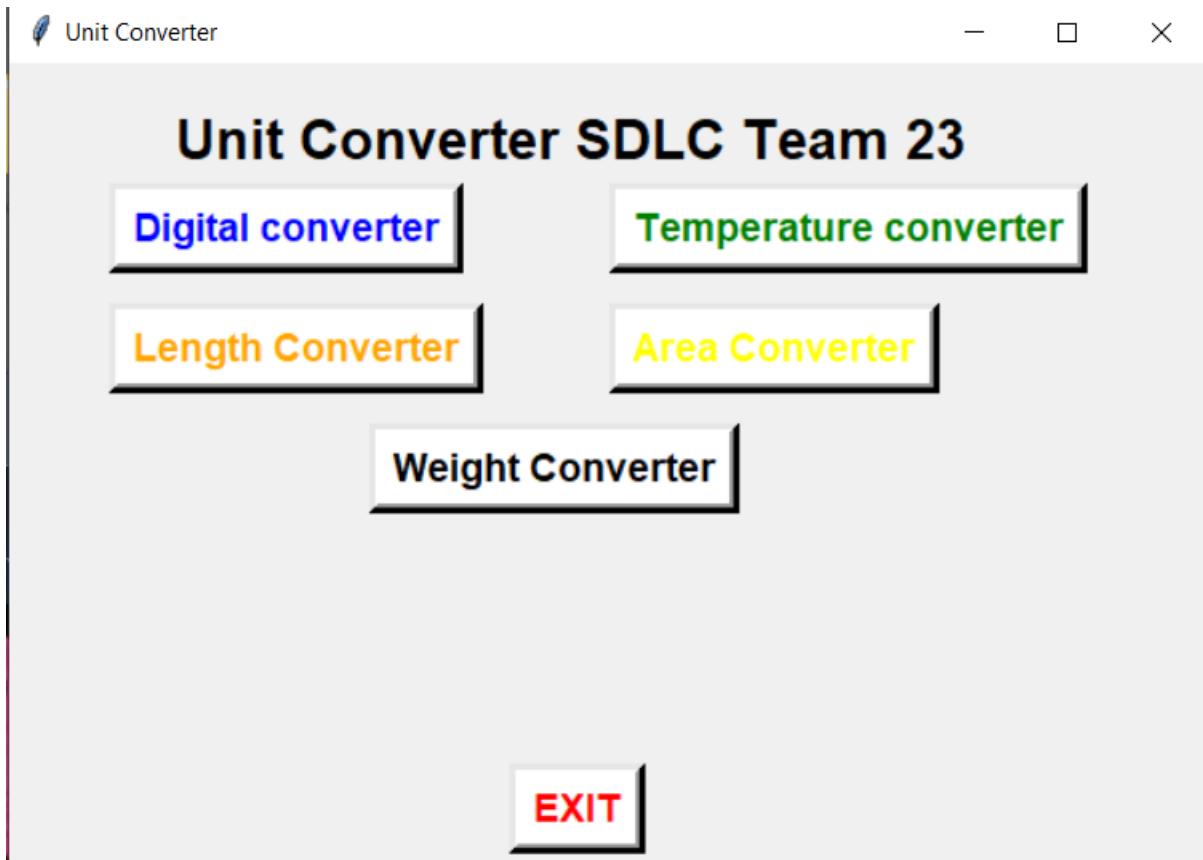 Unit Converter
Unit Converter SDLC Team 23
Digital converter
Temperature converter
Length Converter
Area Converter
Weight Converter
EXIT